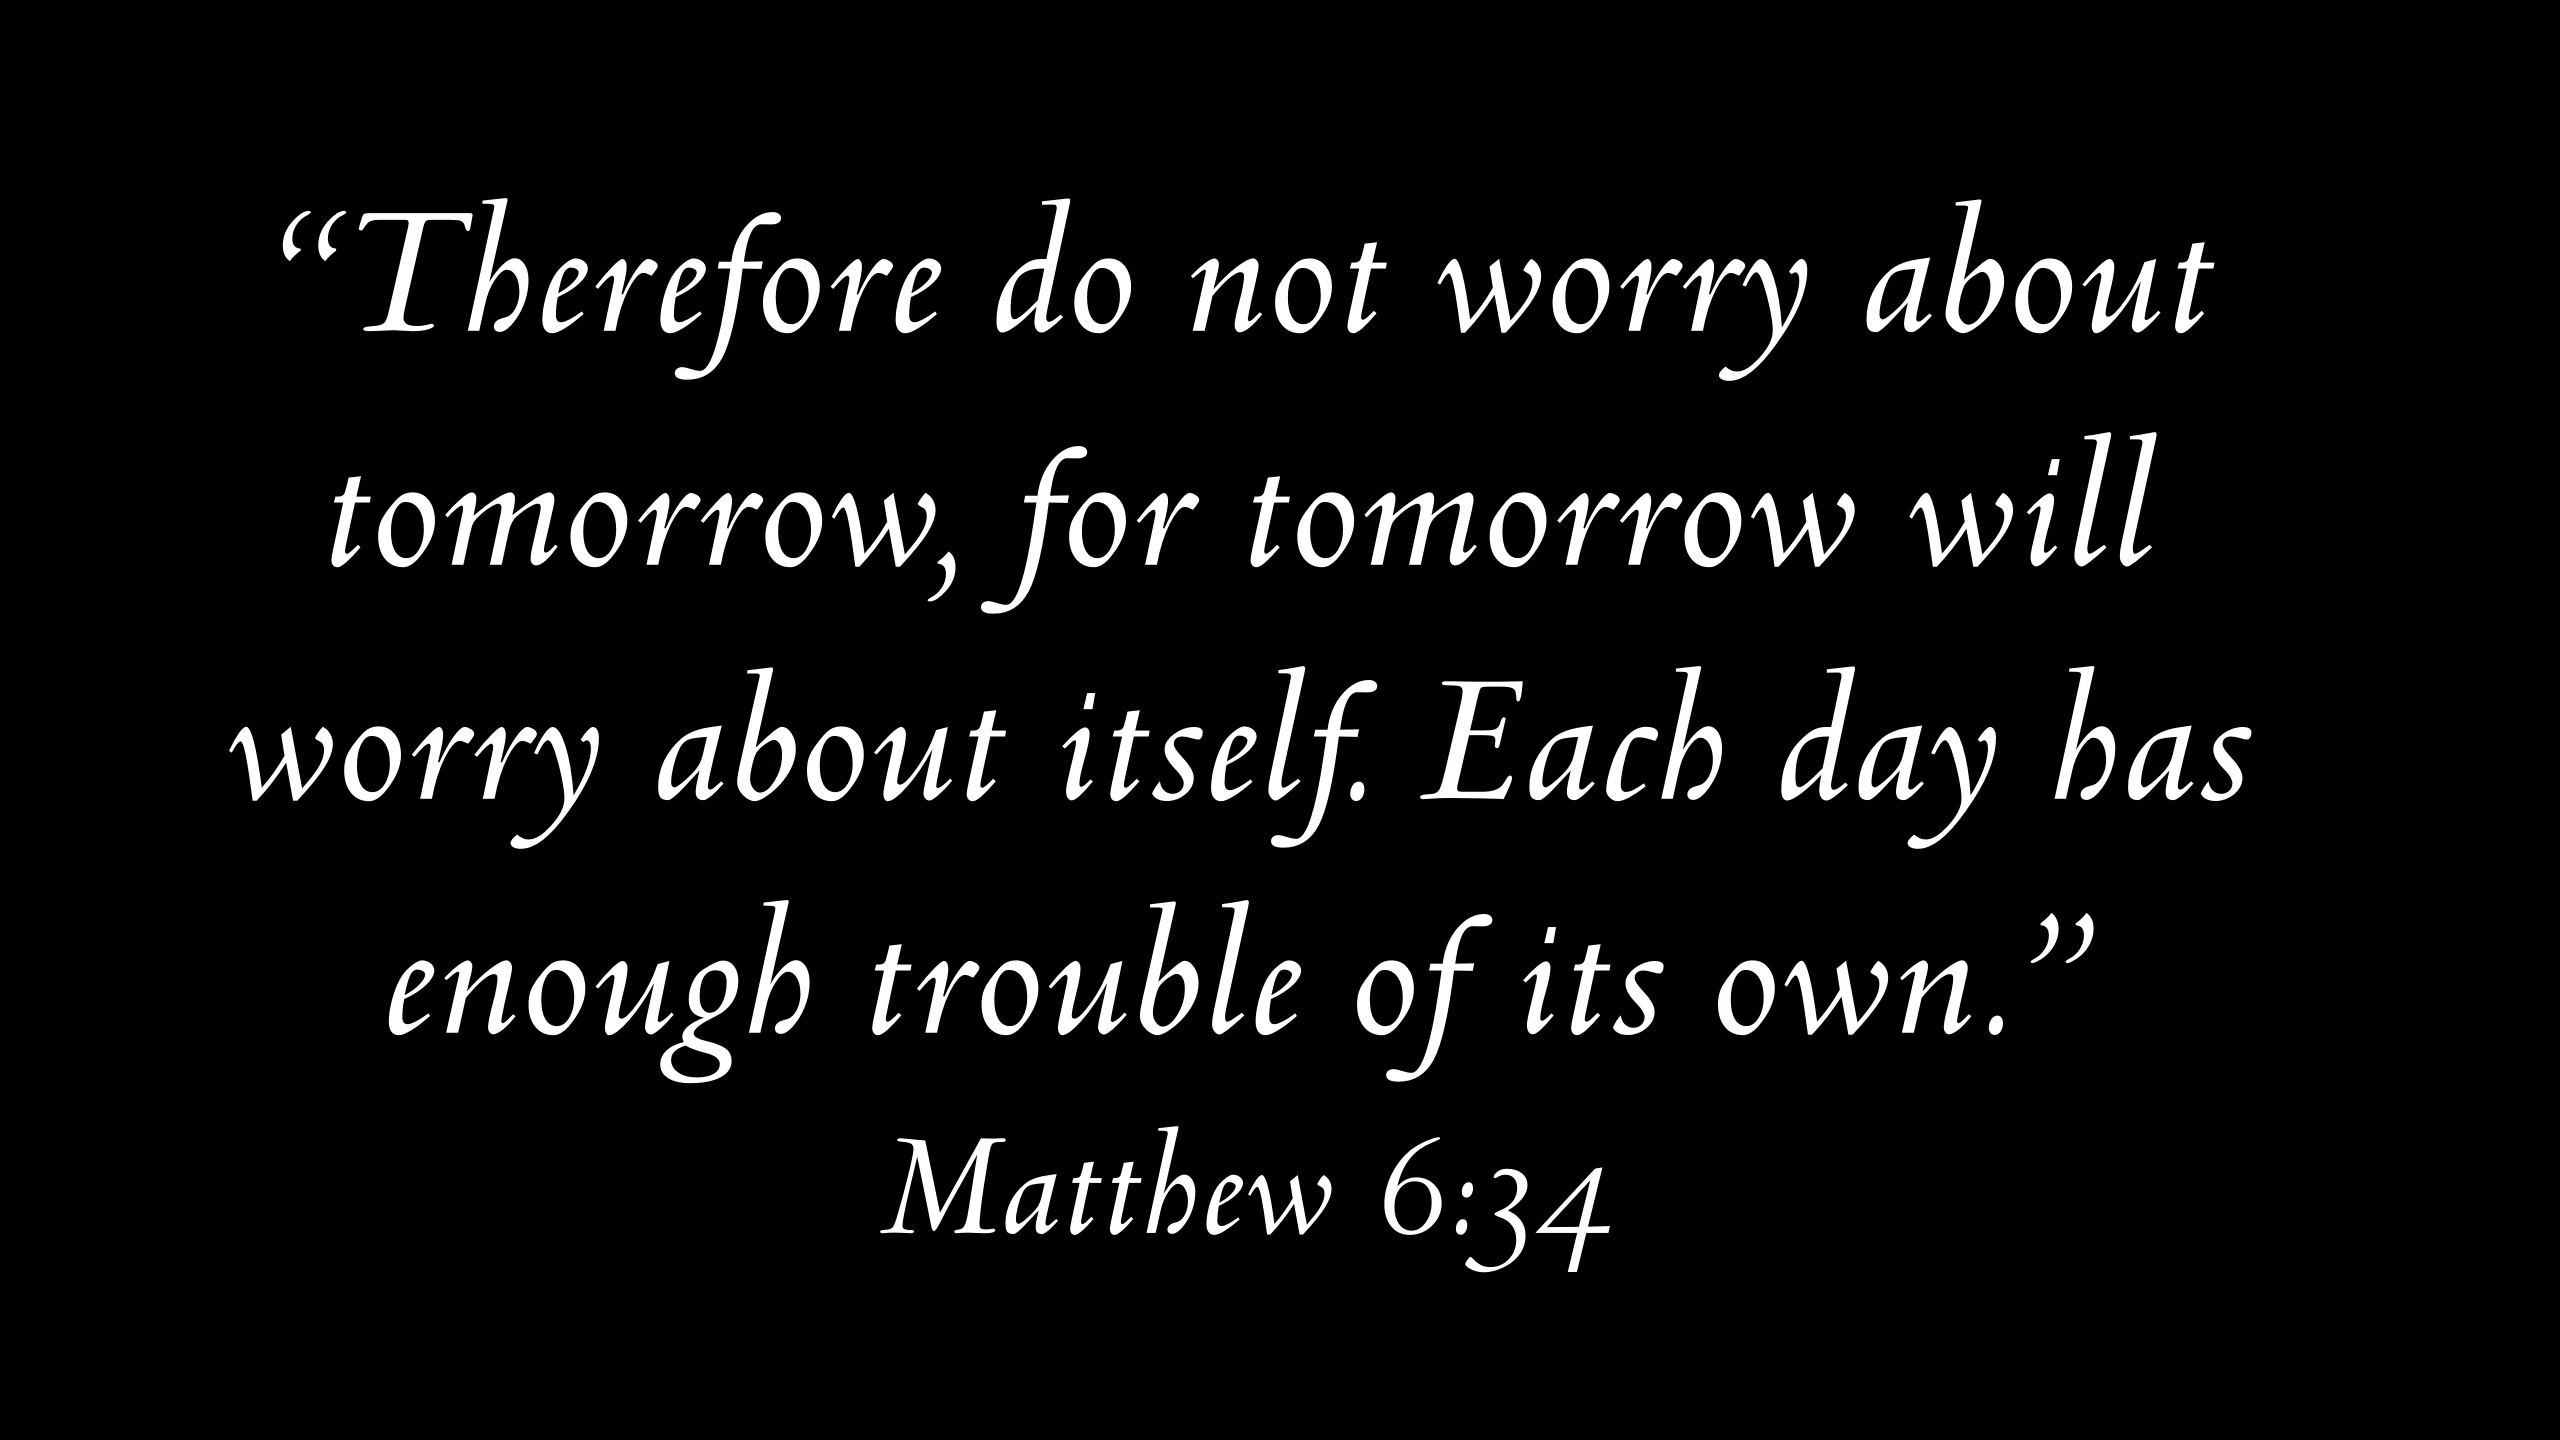 “Therefore do not worry about
tomorrow, for tomorrow will
worry about itself. Each day has
enough trouble of its own.”
Matthew 6:34